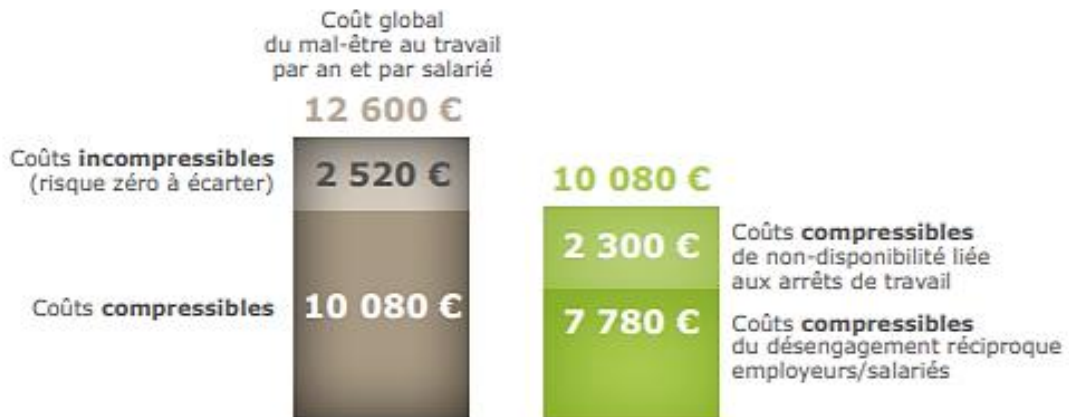 Coût global
du mal-être au travail
par an et par salarié
12 600 €
Coûts incompressibles
(risque zéro à écarter)
2 520 €
Coûts compressibles
10 080 €
10 080 €
2 300 €
Coûts compressibles
de non-disponibilité liée
aux arrêts de travail
7 780 €
Coûts compressibles
du désengagement réciproque
employeurs/salariés